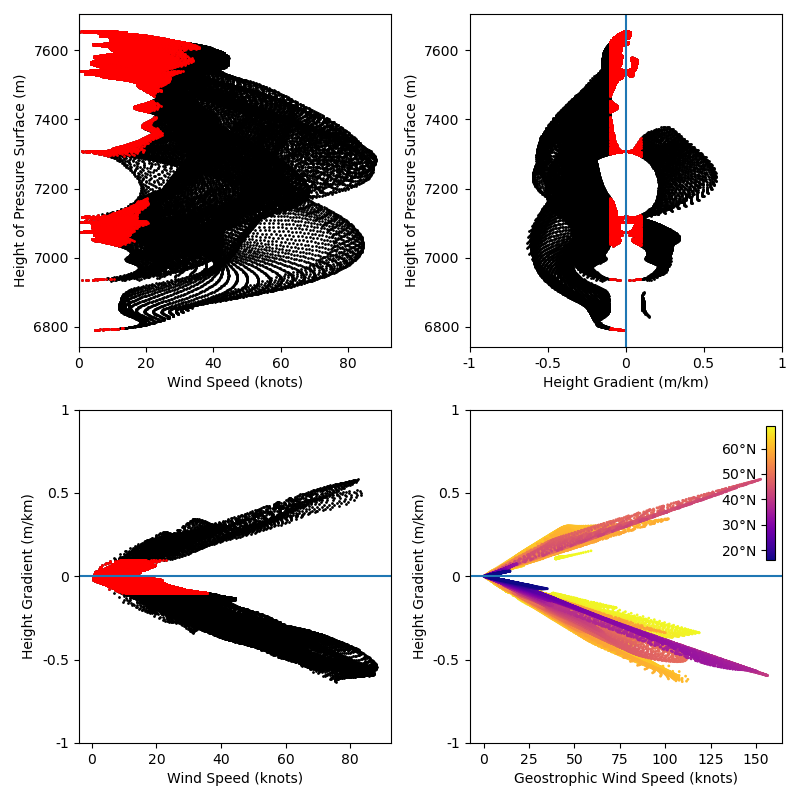 Height of Pressure Surface (m)
7600
7400
7200
7000
6800
0 20 40 60 80
Wind Speed (knots)
Height of Pressure Surface (m)
7600
7400
7200
7000
6800
-1 -0.5 0 0.5 1
Height Gradient (m/km)
Height Gradient (m/km)
1
0.5
0
-0.5
-1
0 20 40 60 80
Wind Speed (knots)
Height Gradient (m/km)
1
0.5
0
-0.5
-1
0 25 50 75 100 125 150
Geostrophic Wind Speed (knots)
60°N
50°N
40°N
30°N
20°N